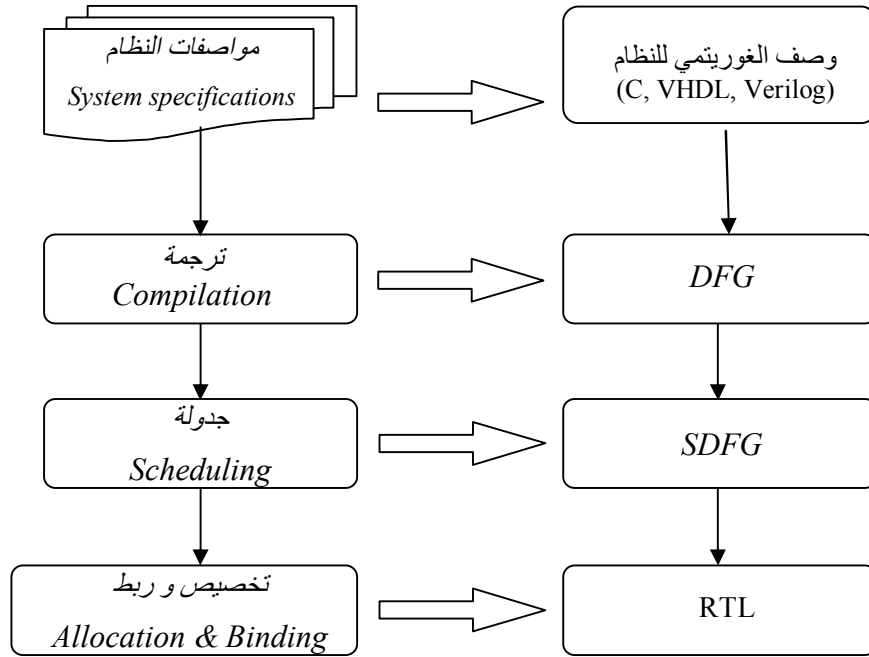 مواصفات النظام
System specifications
وصف الغوريتمي للنظام
(C, VHDL, Verilog)
ترجمة
Compilation
DFG
جدولة
Scheduling
SDFG
تخصيص و ربط
Allocation & Binding
RTL